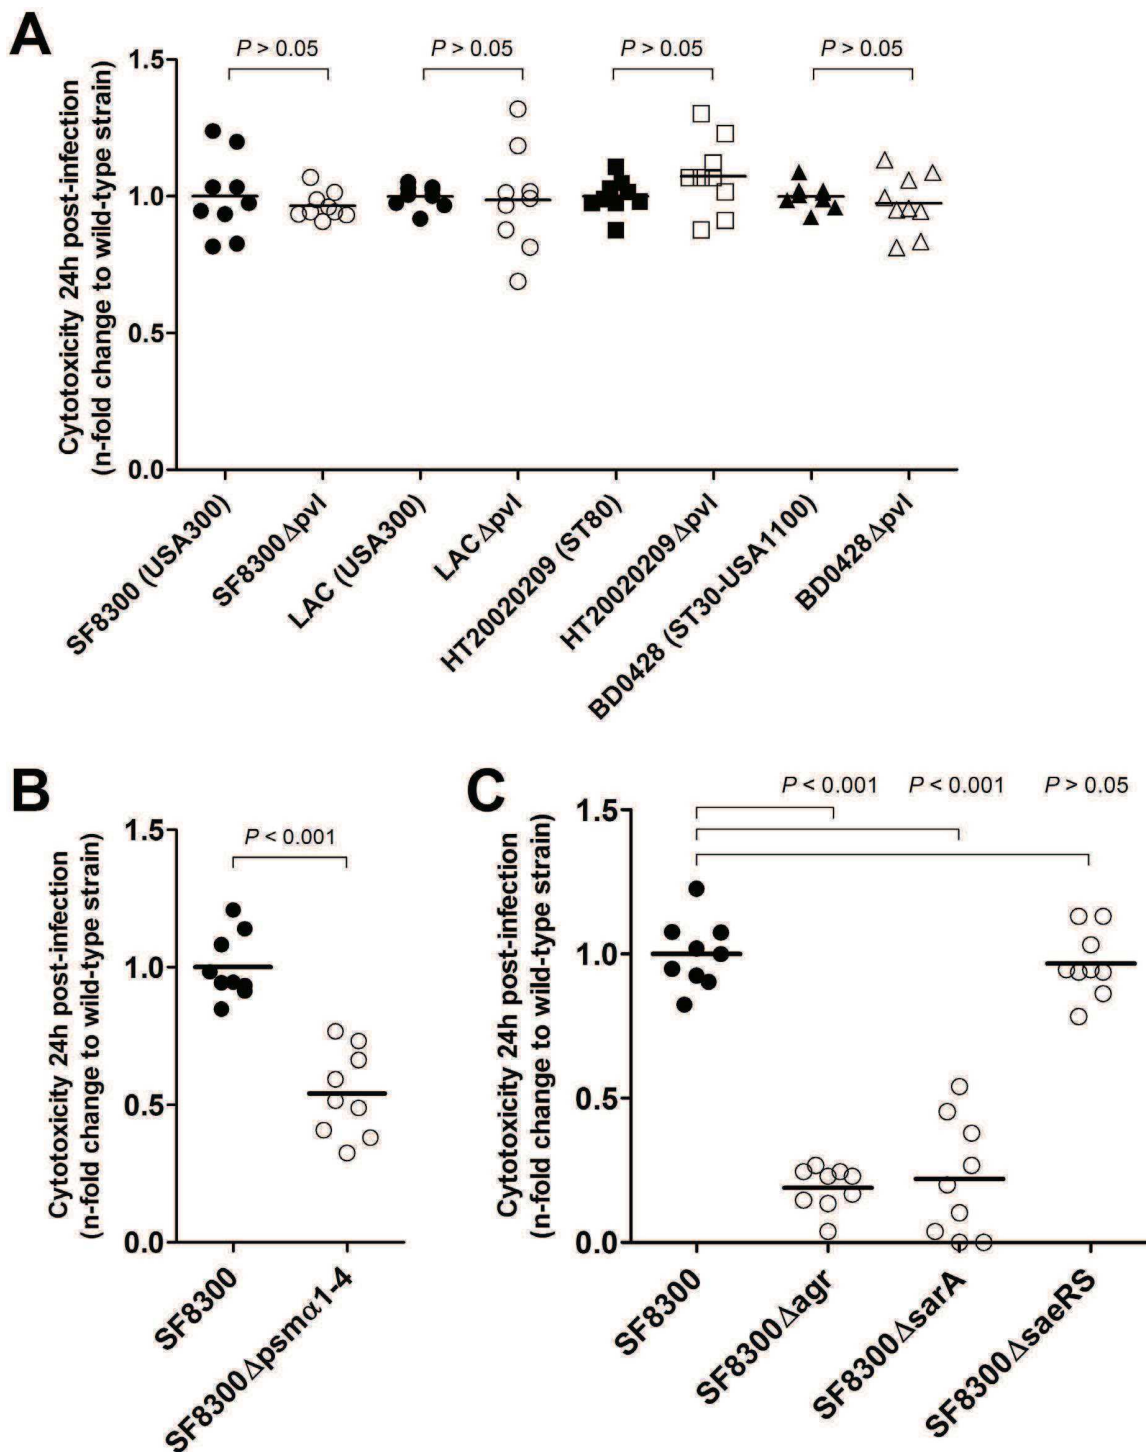 A
P > 0.05 P > 0.05 P > 0.05 P > 0.05
Cytotoxicity 24h post-infection
(n-fold change to wild-type strain)
1.5
1.0
0.5
0.0
SF8300 (USA300)
SF8300Δpvl
LAC (USA300)
LACΔpvl
HT20020209 (ST80)
HT20020209Δpvl
BD0428 (ST30-USA1100)
BD0428Δpvl
B
P < 0.001
Cytotoxicity 24h post-infection
(n-fold change to wild-type strain)
1.5
1.0
0.5
0.0
SF8300
SF8300Δpsmα1-4
C
P < 0.001 P < 0.001 P > 0.05
Cytotoxicity 24h post-infection
(n-fold change to wild-type strain)
1.5
1.0
0.5
0.0
SF8300
SF8300Δagr
SF8300ΔsarA
SF8300ΔsaeRS